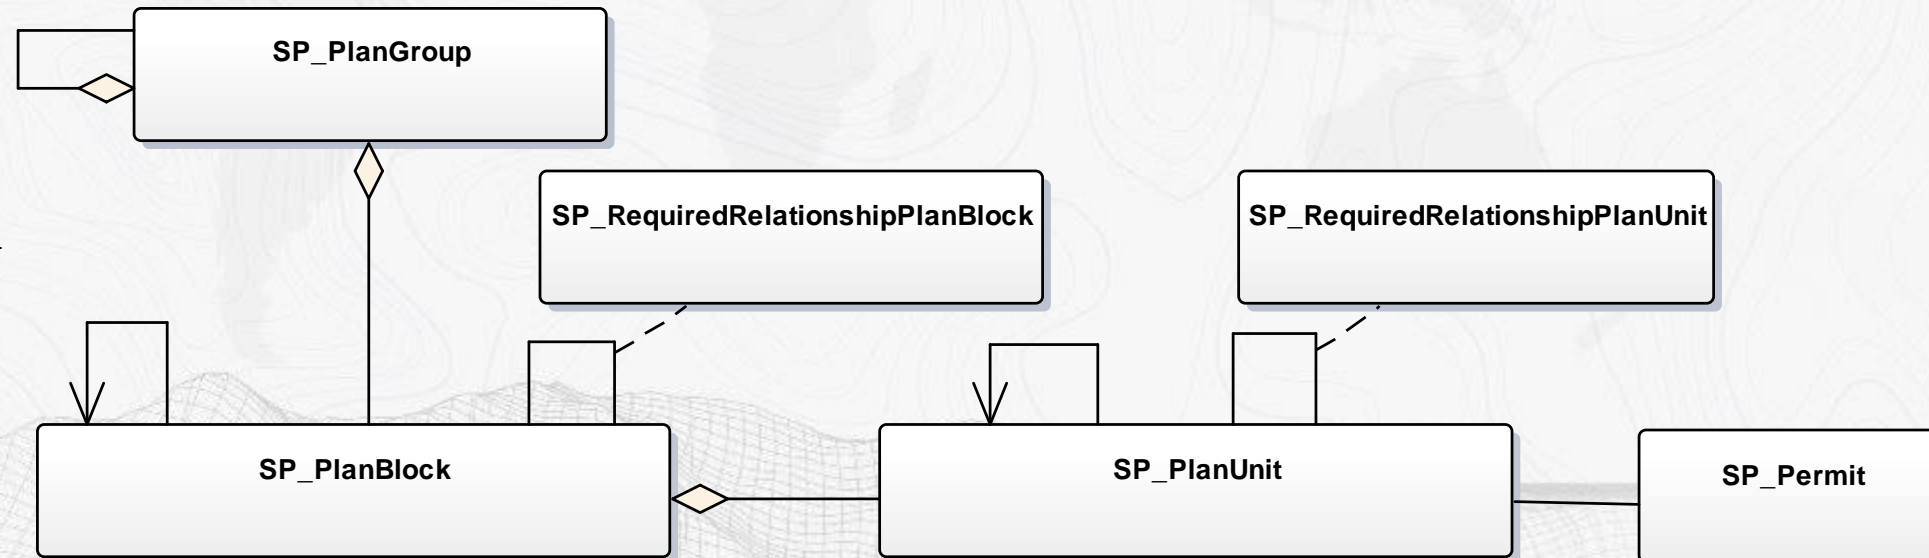 SP_PlanGroup
SP_RequiredRelationshipPlanBlock
SP_RequiredRelationshipPlanUnit
SP_PlanBlock
SP_PlanUnit
SP_Permit